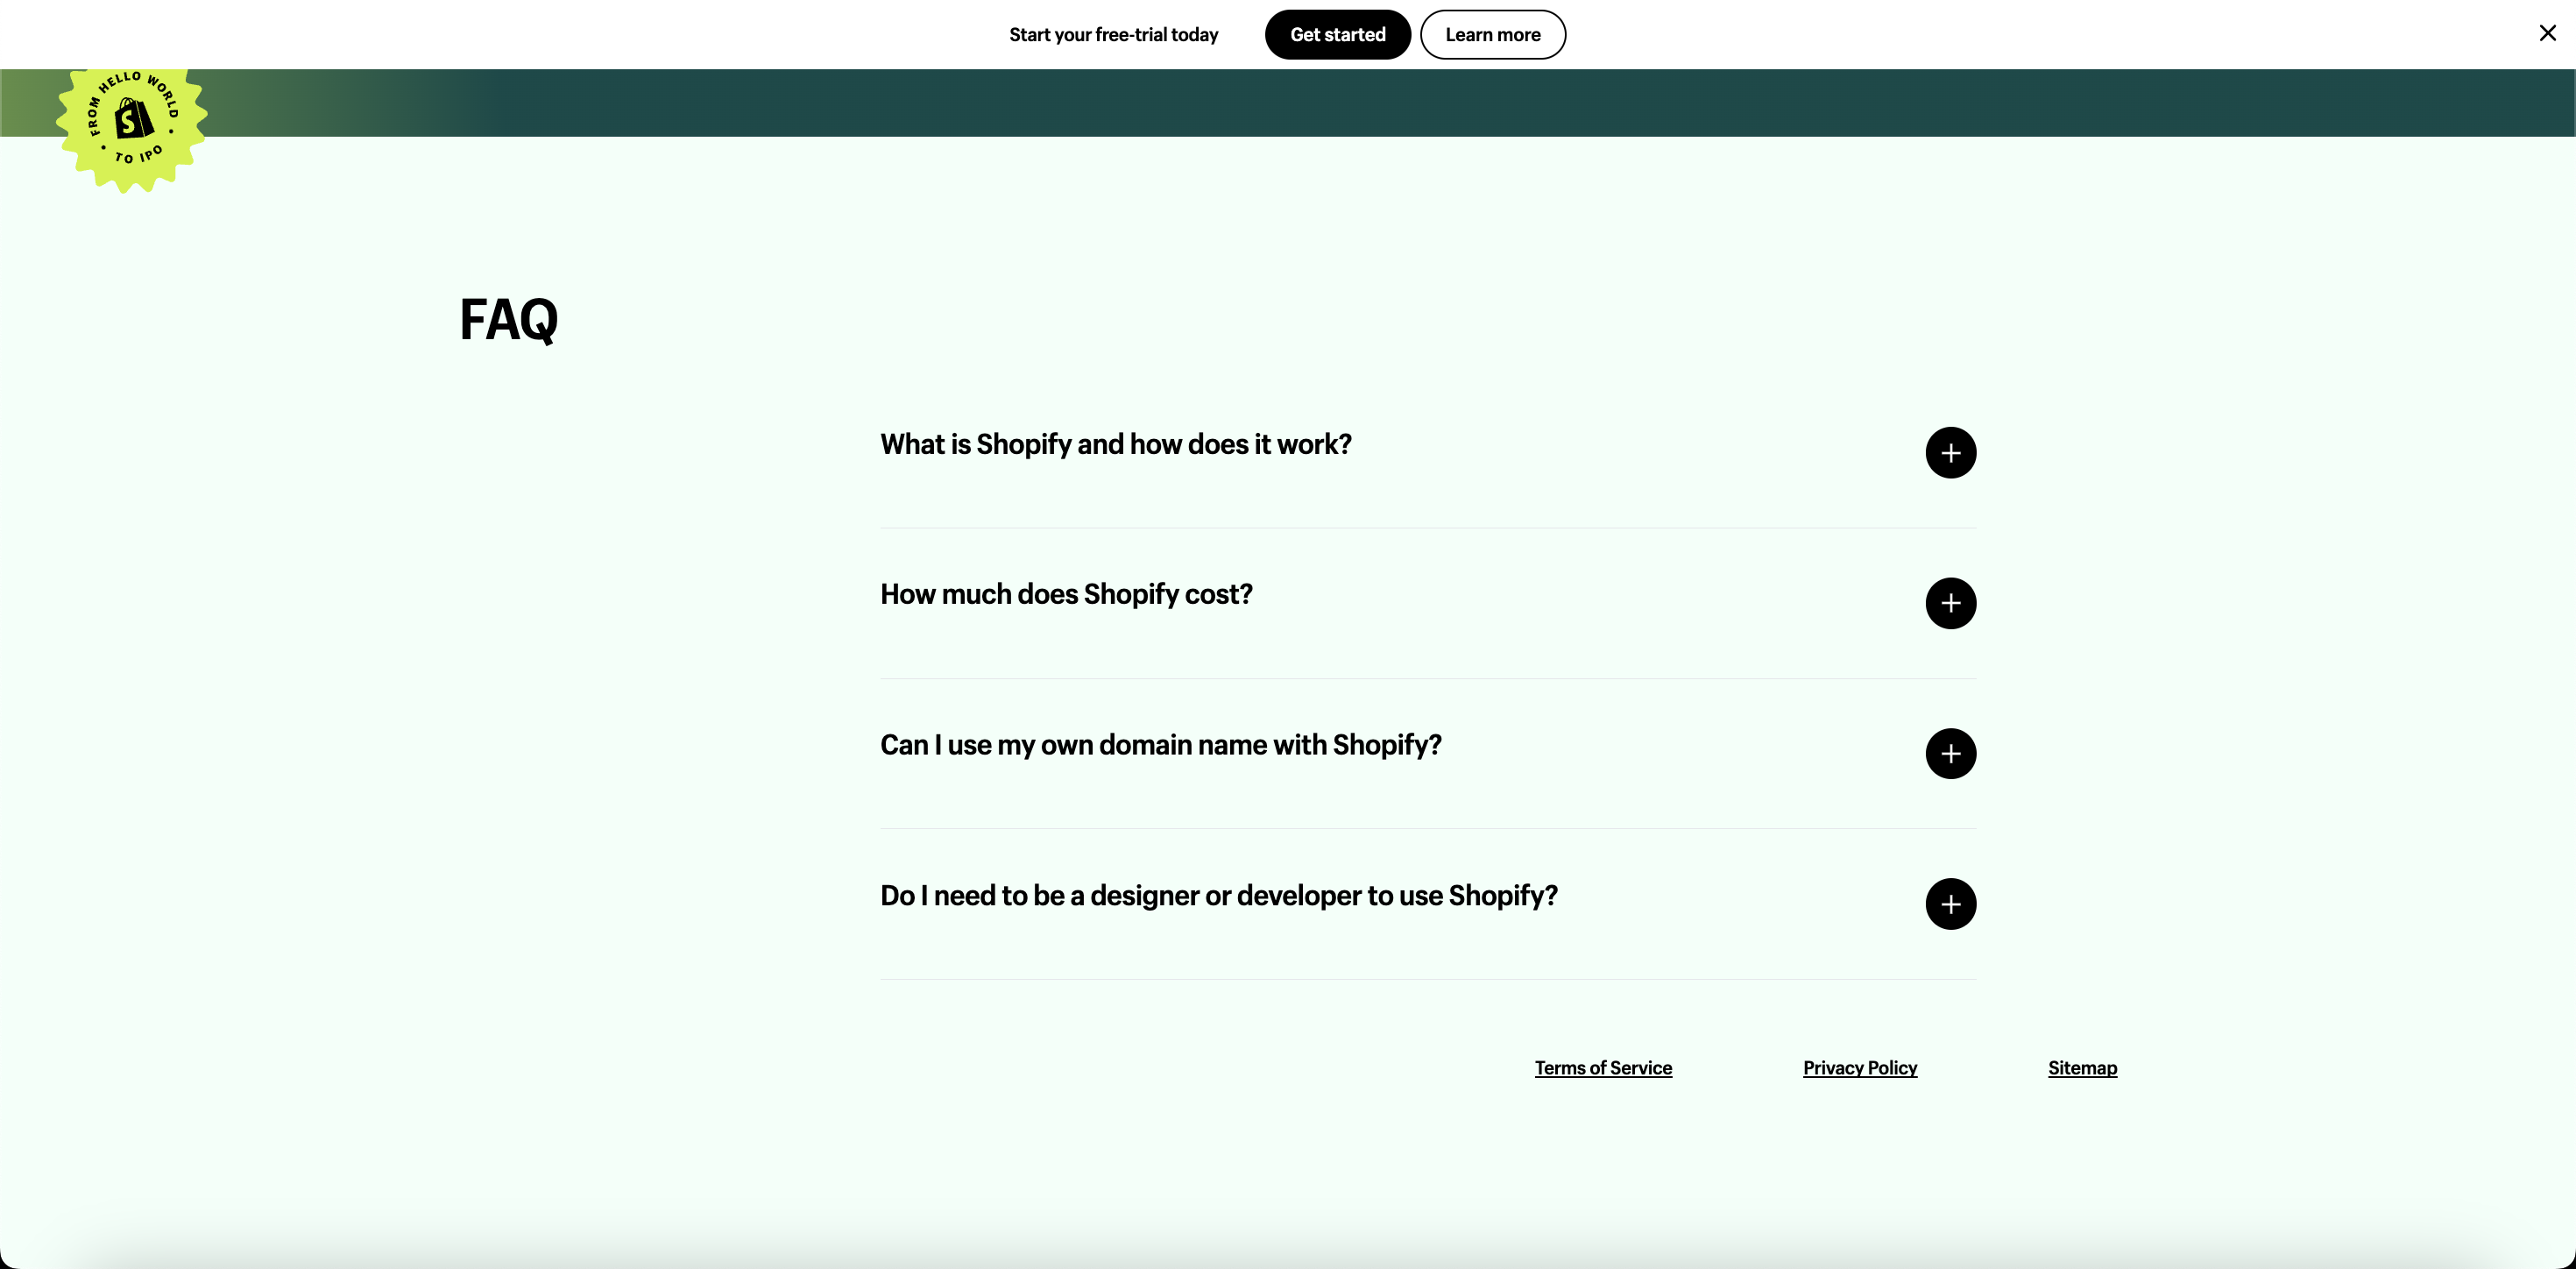 Start your free-trial today
Get started
Learn more
FROM HELLO WORLD
• TO IPO •
FAQ
What is Shopify and how does it work?
How much does Shopify cost?
Can I use my own domain name with Shopify?
Do I need to be a designer or developer to use Shopify?
Terms of Service
Privacy Policy
Sitemap